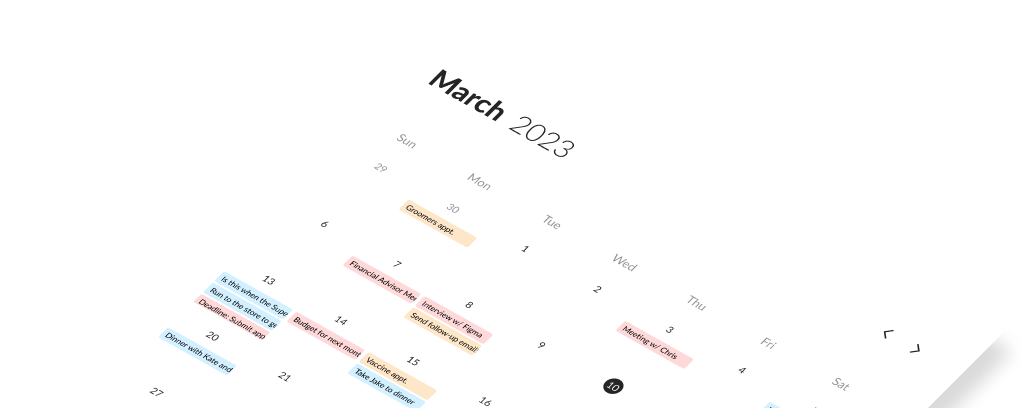 March 2023
Sun Mon Tue Wed Thu Fri Sat
29 30 1 2 3 4
Groomers appt.
Meeting w/ Chris
6 7 8 9 10
Financial Advisor Mee
Interview w/ Figma
Send follow-up email
13 14 15 16
Is this when the Supe
Run to the store to ge
Deadline: Submit app
Budget for next mont
Vaccine appt.
Take Jake to dinner
20 21
Dinner with Kate and
27